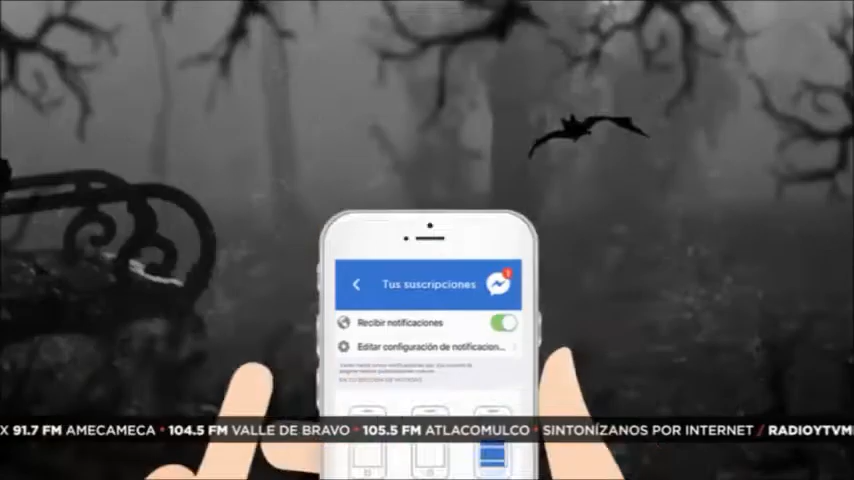 1
Tus suscripciones
Recibir notificaciones
Editar configuración de notificacion...
X 91.7 FM AMECAMECA • 104.5 FM VALLE DE BRAVO • 105.5 FM ATLACOMULCO • SINTONÍZANOS POR INTERNET / RADIOYTVM